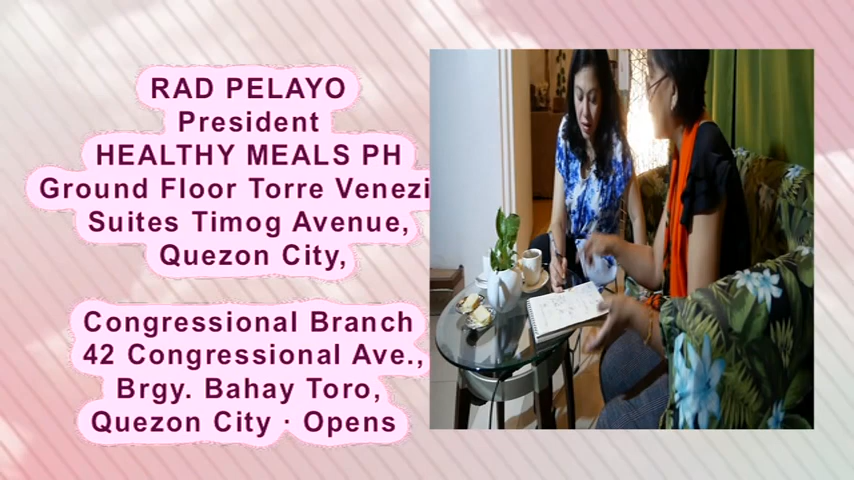 RAD PELAYO
President
HEALTHY MEALS PH
Ground Floor Torre Venezi
Suites Timog Avenue,
Quezon City,
Congressional Branch
42 Congressional Ave.,
Brgy. Bahay Toro,
Quezon City · Opens